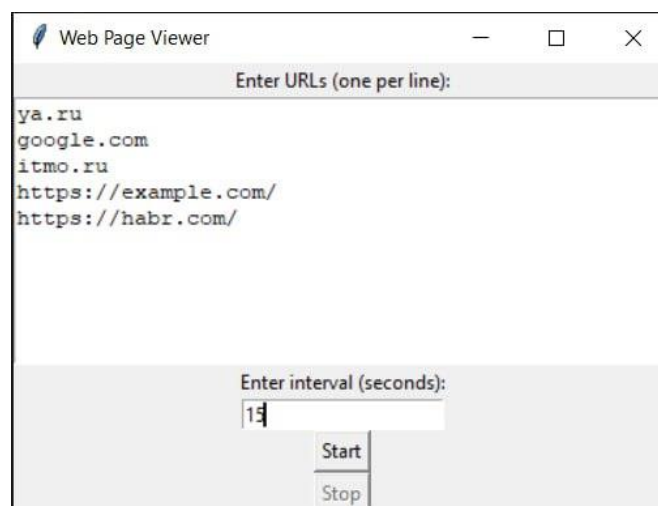 Web Page Viewer
Enter URLs (one per line):
ya.ru
google.com
itmo.ru
https://example.com/
https://habr.com/
Enter interval (seconds):
15
Start
Stop